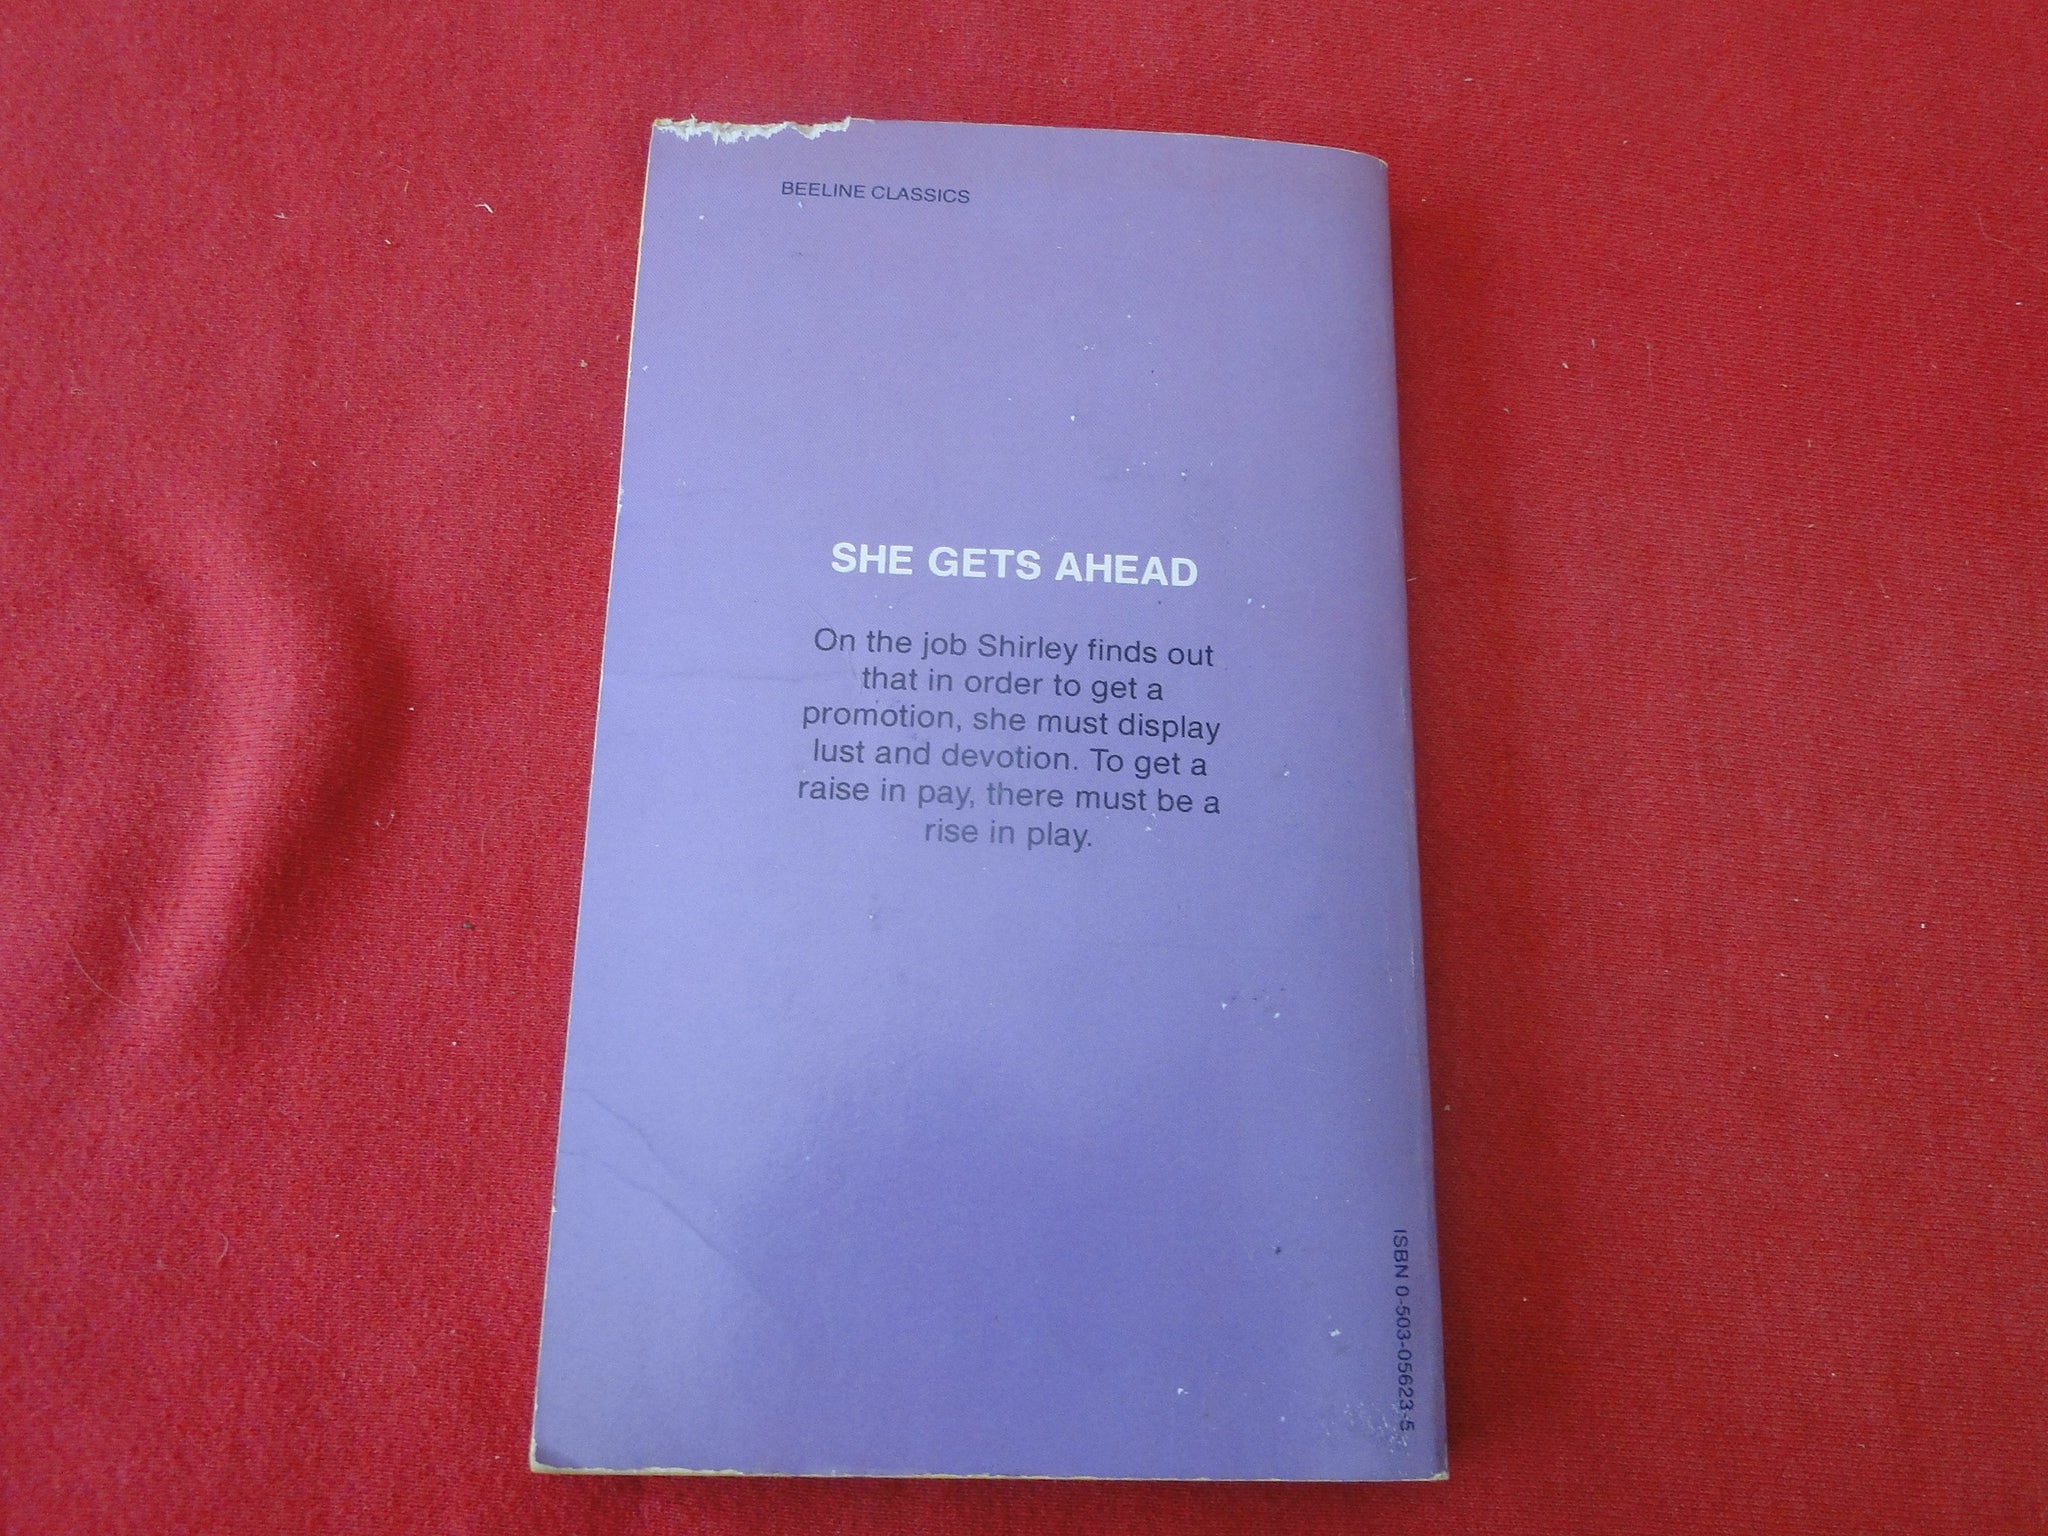 BEELINE CLASSICS
SHE GETS AHEAD
On the job Shirley finds out
that in order to get a
promotion, she must display
lust and devotion. To get a
raise in pay, there must be a
rise in play.
ISBN 0-503-05623-5